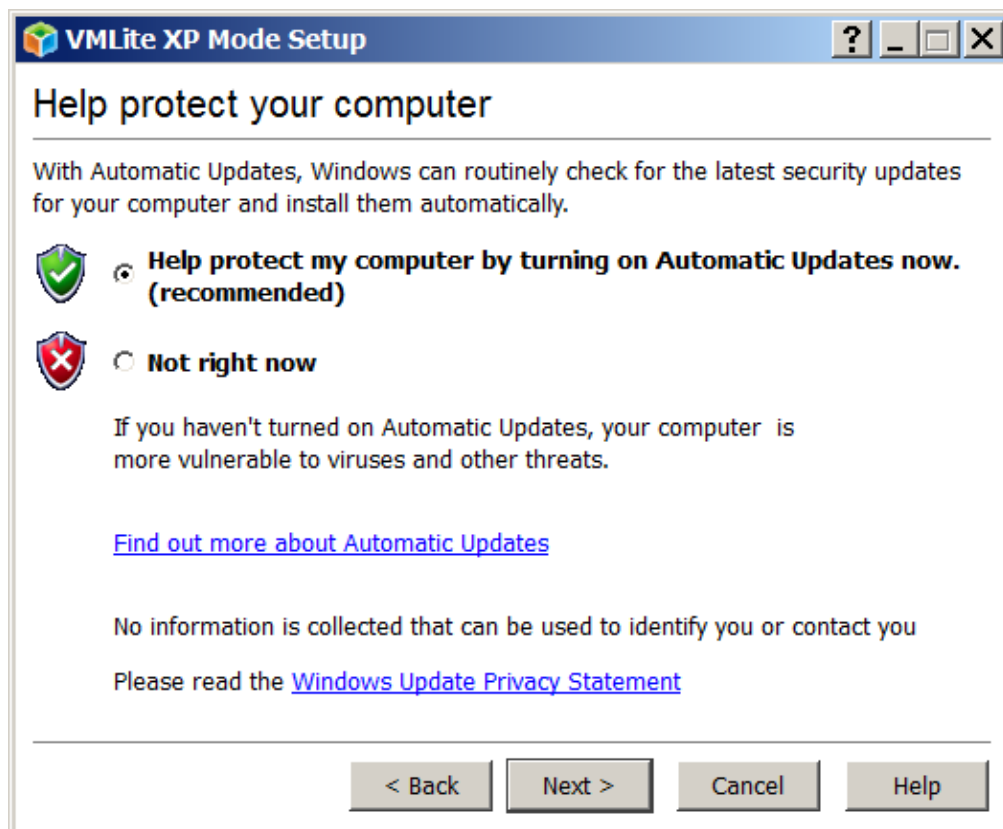 VMLite XP Mode Setup
Help protect your computer
With Automatic Updates, Windows can routinely check for the latest security updates
for your computer and install them automatically.
Help protect my computer by turning on Automatic Updates now.
(recommended)
Not right now
If you haven't turned on Automatic Updates, your computer  is
more vulnerable to viruses and other threats.
Find out more about Automatic Updates
No information is collected that can be used to identify you or contact you
Please read the Windows Update Privacy Statement
< Back Next > Cancel Help